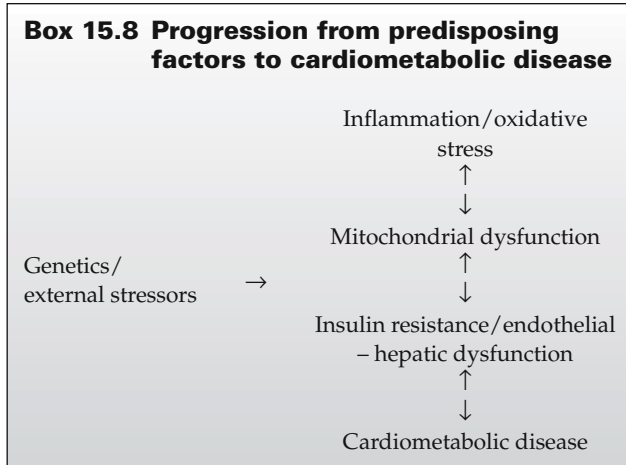 Box 15.8 Progression from predisposing
factors to cardiometabolic disease
Inflammation/oxidative
stress
↑
↓
Mitochondrial dysfunction
Genetics/
external stressors
→
↑
↓
Insulin resistance/endothelial
– hepatic dysfunction
↑
↓
Cardiometabolic disease